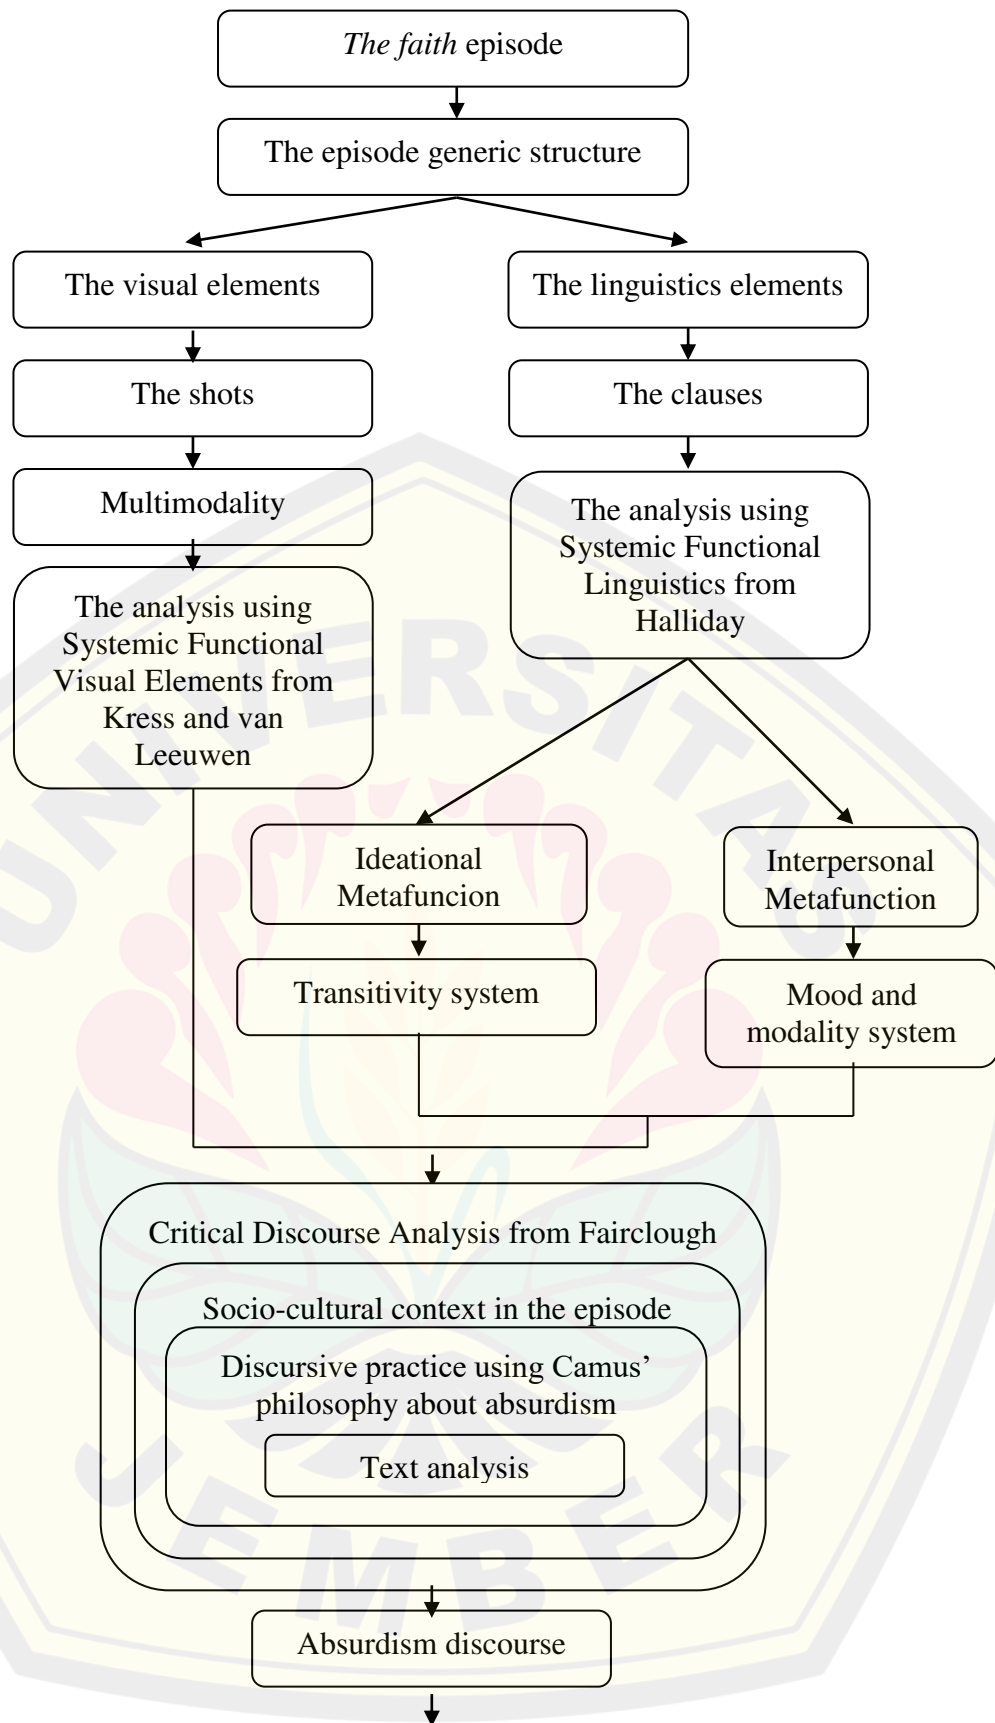 The faith episode
The episode generic structure
The visual elements
The linguistics elements
The shots
The clauses
Multimodality
The analysis using
Systemic Functional
Linguistics from
Halliday
The analysis using
Systemic Functional
Visual Elements from
Kress and van
Leeuwen
Ideational
Metafuncion
Interpersonal
Metafunction
Transitivity system
Mood and
modality system
Critical Discourse Analysis from Fairclough
Socio-cultural context in the episode
Discursive practice using Camus’
philosophy about absurdism
Text analysis
Absurdism discourse
UNIVERSITAS
JEMBER